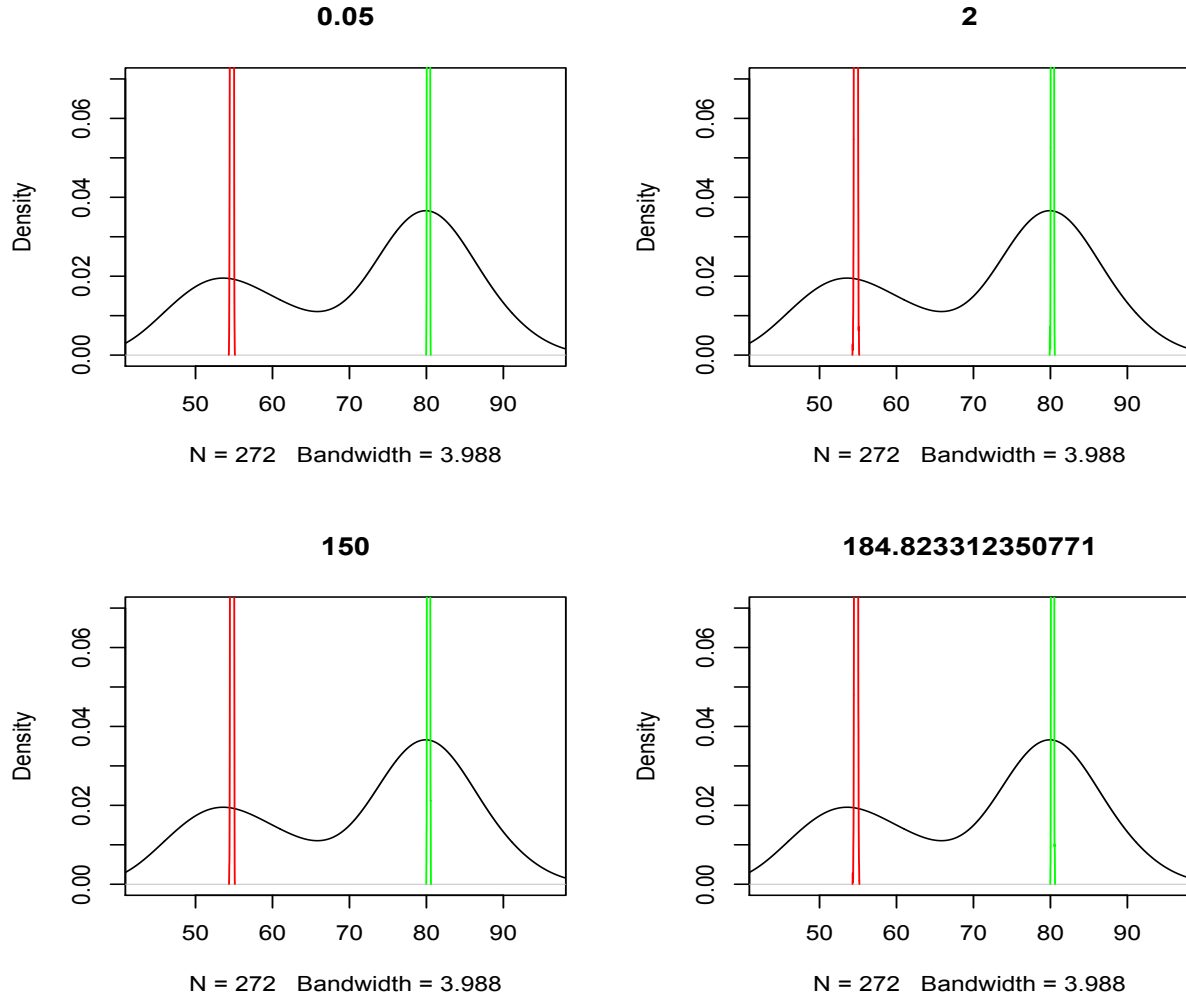 0.05
Density
0.00 0.02 0.04 0.06
50 60 70 80 90
N = 272 Bandwidth = 3.988
2
Density
0.00 0.02 0.04 0.06
50 60 70 80 90
N = 272 Bandwidth = 3.988
150
Density
0.00 0.02 0.04 0.06
50 60 70 80 90
N = 272 Bandwidth = 3.988
184.823312350771
Density
0.00 0.02 0.04 0.06
50 60 70 80 90
N = 272 Bandwidth = 3.988